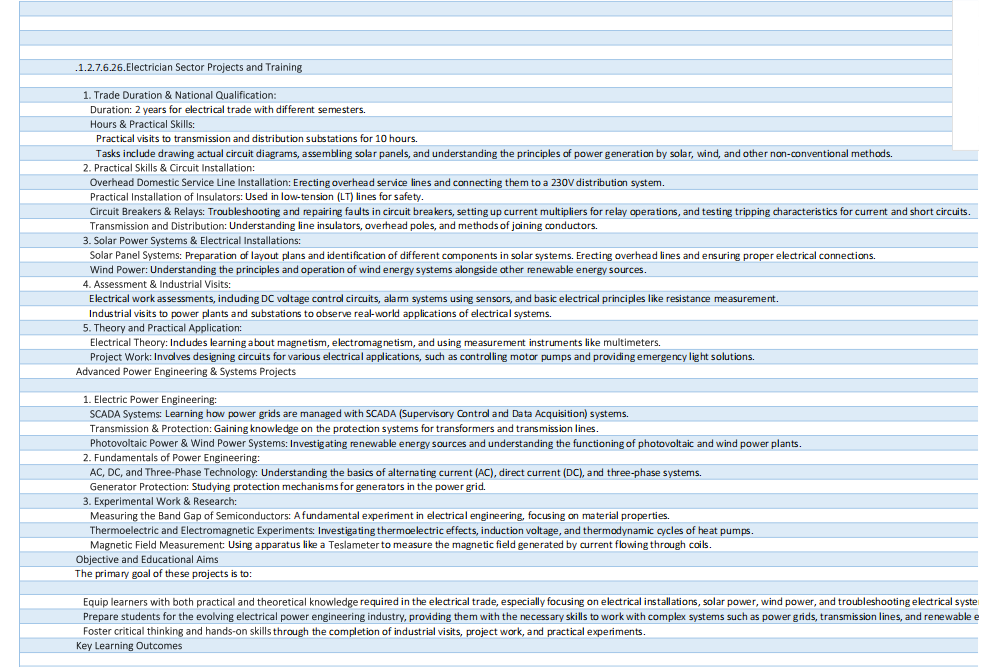 .1.2.7.6.26.Electrician Sector Projects and Training
1. Trade Duration & National Qualification:
Duration: 2 years for electrical trade with different semesters.
Hours & Practical Skills:
Practical visits to transmission and distribution substations for 10 hours.
Tasks include drawing actual circuit diagrams, assembling solar panels, and understanding the principles of power generation by solar, wind, and other non-conventional methods.
2. Practical Skills & Circuit Installation:
Overhead Domestic Service Line Installation: Erecting overhead service lines and connecting them to a 230V distribution system.
Practical Installation of Insulators: Used in low-tension (LT) lines for safety.
Circuit Breakers & Relays: Troubleshooting and repairing faults in circuit breakers, setting up current multipliers for relay operations, and testing tripping characteristics for current and short circuits.
Transmission and Distribution: Understanding line insulators, overhead poles, and methods of joining conductors.
3. Solar Power Systems & Electrical Installations:
Solar Panel Systems: Preparation of layout plans and identification of different components in solar systems. Erecting overhead lines and ensuring proper electrical connections.
Wind Power: Understanding the principles and operation of wind energy systems alongside other renewable energy sources.
4. Assessment & Industrial Visits:
Electrical work assessments, including DC voltage control circuits, alarm systems using sensors, and basic electrical principles like resistance measurement.
Industrial visits to power plants and substations to observe real-world applications of electrical systems.
5. Theory and Practical Application:
Electrical Theory: Includes learning about magnetism, electromagnetism, and using measurement instruments like multimeters.
Project Work: Involves designing circuits for various electrical applications, such as controlling motor pumps and providing emergency light solutions.
Advanced Power Engineering & Systems Projects
1. Electric Power Engineering:
SCADA Systems: Learning how power grids are managed with SCADA (Supervisory Control and Data Acquisition) systems.
Transmission & Protection: Gaining knowledge on the protection systems for transformers and transmission lines.
Photovoltaic Power & Wind Power Systems: Investigating renewable energy sources and understanding the functioning of photovoltaic and wind power plants.
2. Fundamentals of Power Engineering:
AC, DC, and Three-Phase Technology: Understanding the basics of alternating current (AC), direct current (DC), and three-phase systems.
Generator Protection: Studying protection mechanisms for generators in the power grid.
3. Experimental Work & Research:
Measuring the Band Gap of Semiconductors: A fundamental experiment in electrical engineering, focusing on material properties.
Thermoelectric and Electromagnetic Experiments: Investigating thermoelectric effects, induction voltage, and thermodynamic cycles of heat pumps.
Magnetic Field Measurement: Using apparatus like a Teslameter to measure the magnetic field generated by current flowing through coils.
Objective and Educational Aims
The primary goal of these projects is to:
Equip learners with both practical and theoretical knowledge required in the electrical trade, especially focusing on electrical installations, solar power, wind power, and troubleshooting electrical syste
Prepare students for the evolving electrical power engineering industry, providing them with the necessary skills to work with complex systems such as power grids, transmission lines, and renewable e
Foster critical thinking and hands-on skills through the completion of industrial visits, project work, and practical experiments.
Key Learning Outcomes